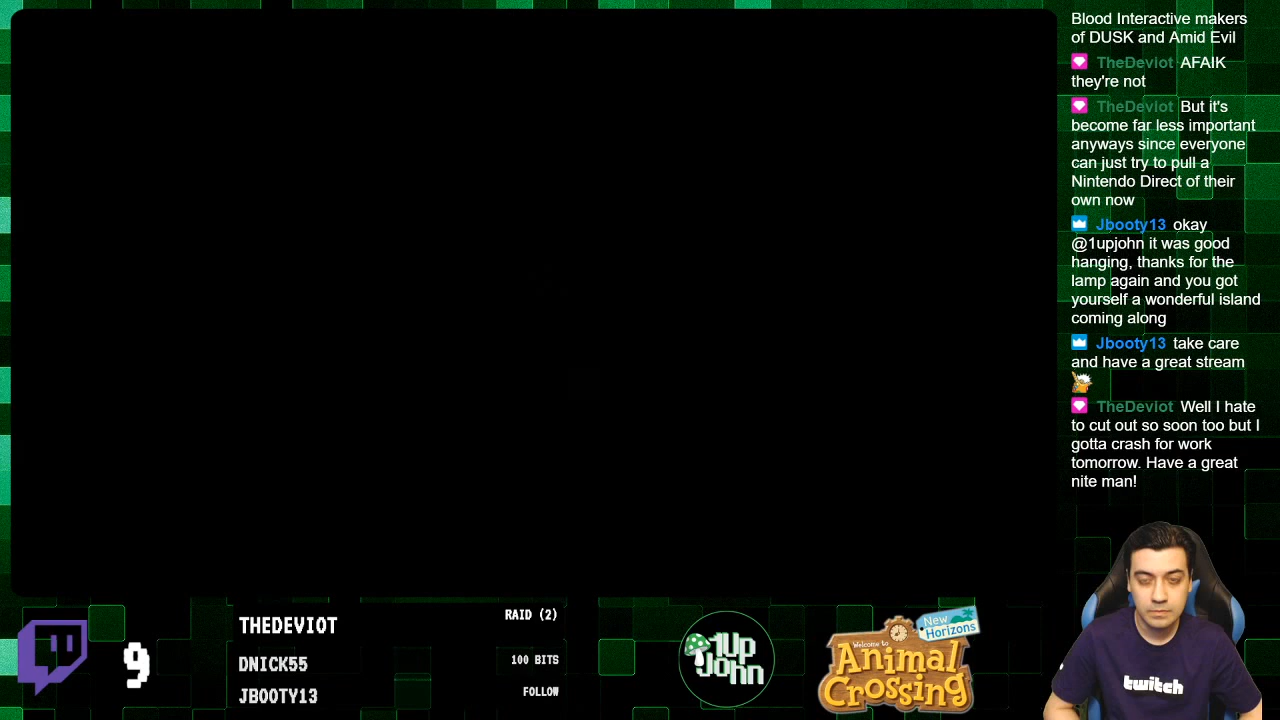 Blood Interactive makers
of DUSK and Amid Evil
TheDeviot AFAIK
they're not
TheDeviot But it's
become far less important
anyways since everyone
can just try to pull a
Nintendo Direct of their
own now
Jbooty13 okay
@1upjohn it was good
hanging, thanks for the
lamp again and you got
yourself a wonderful island
coming along
Jbooty13 take care
and have a great stream
TheDeviot Well I hate
to cut out so soon too but I
gotta crash for work
tomorrow. Have a great
nite man!
9
THEDEVIOT RAID (2)
DNICK55 100 BITS
JBOOTY13 FOLLOW
1Up
John
New
Horizons
Welcome to
Animal
Crossing
twitch